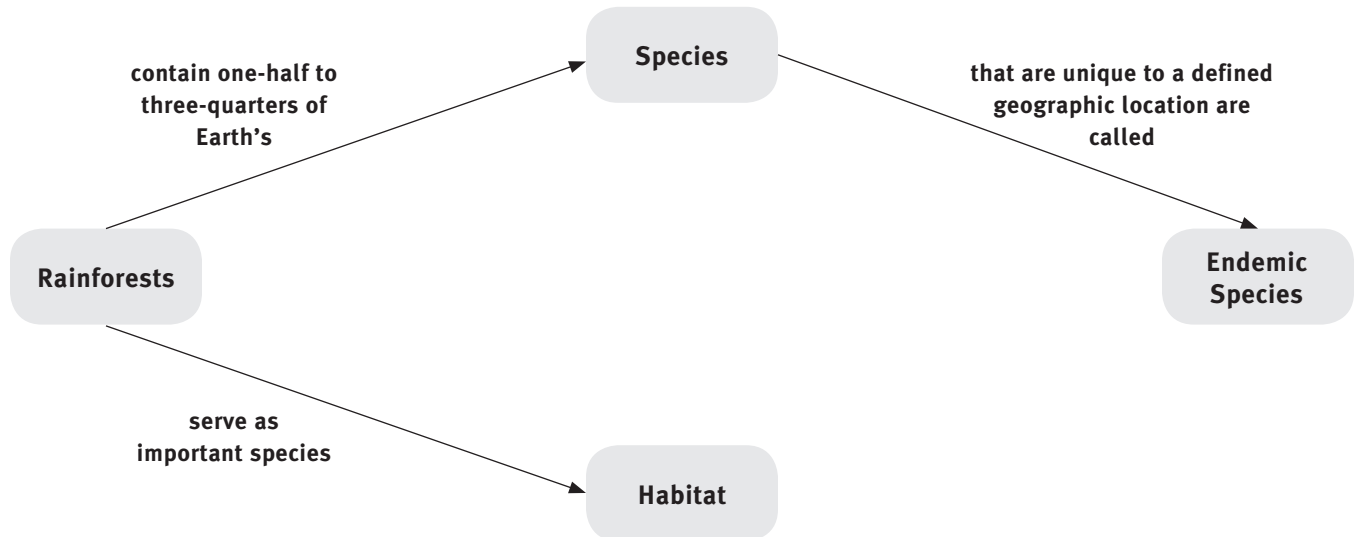 Species
contain one-half to
three-quarters of
Earth’s
that are unique to a defined
geographic location are
called
Rainforests
Endemic
Species
serve as
important species
Habitat